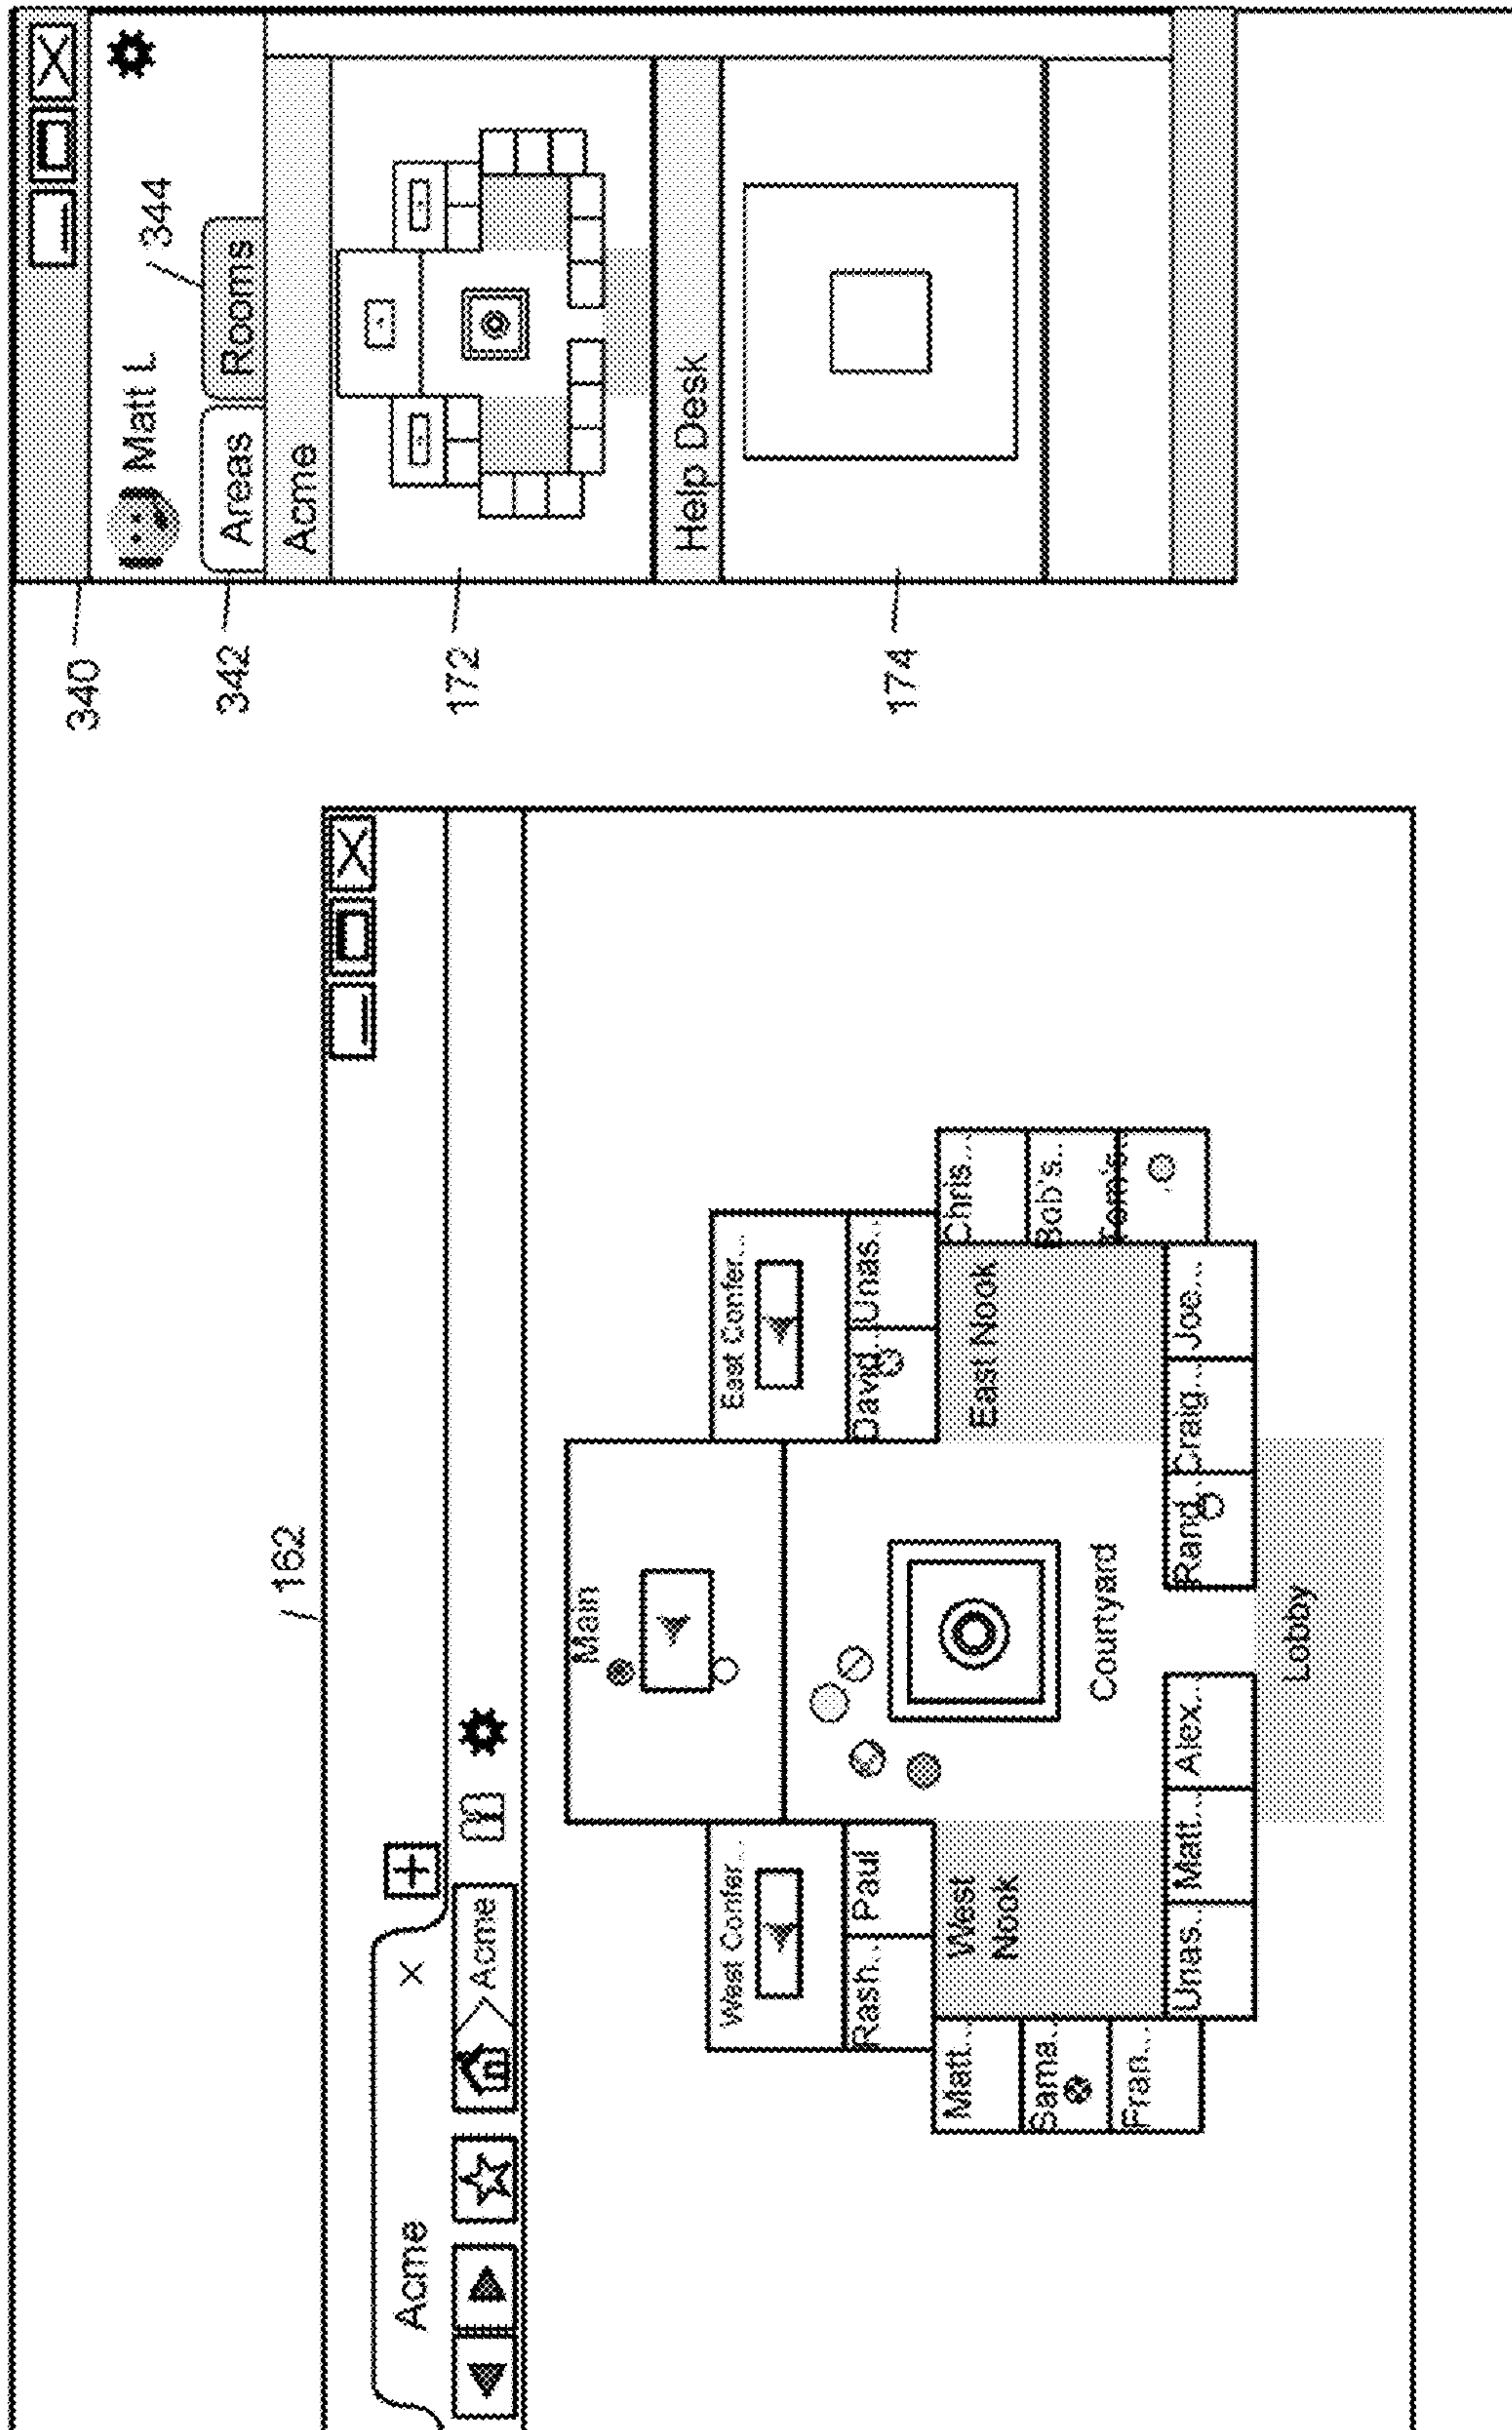 340
Matt L
344
342
Areas
Rooms
Acme
172
Help Desk
174
162
Acme
×
Acme
Main
West Confer...
East Confer...
Rash...
Paul
David...
Unas...
Matt...
Sama...
Fran...
West
Nook
East Nook
Chris...
Bob's...
Tom's...
Courtyard
Unas...
Matt...
Alex...
Rand...
Craig...
Joe...
Lobby